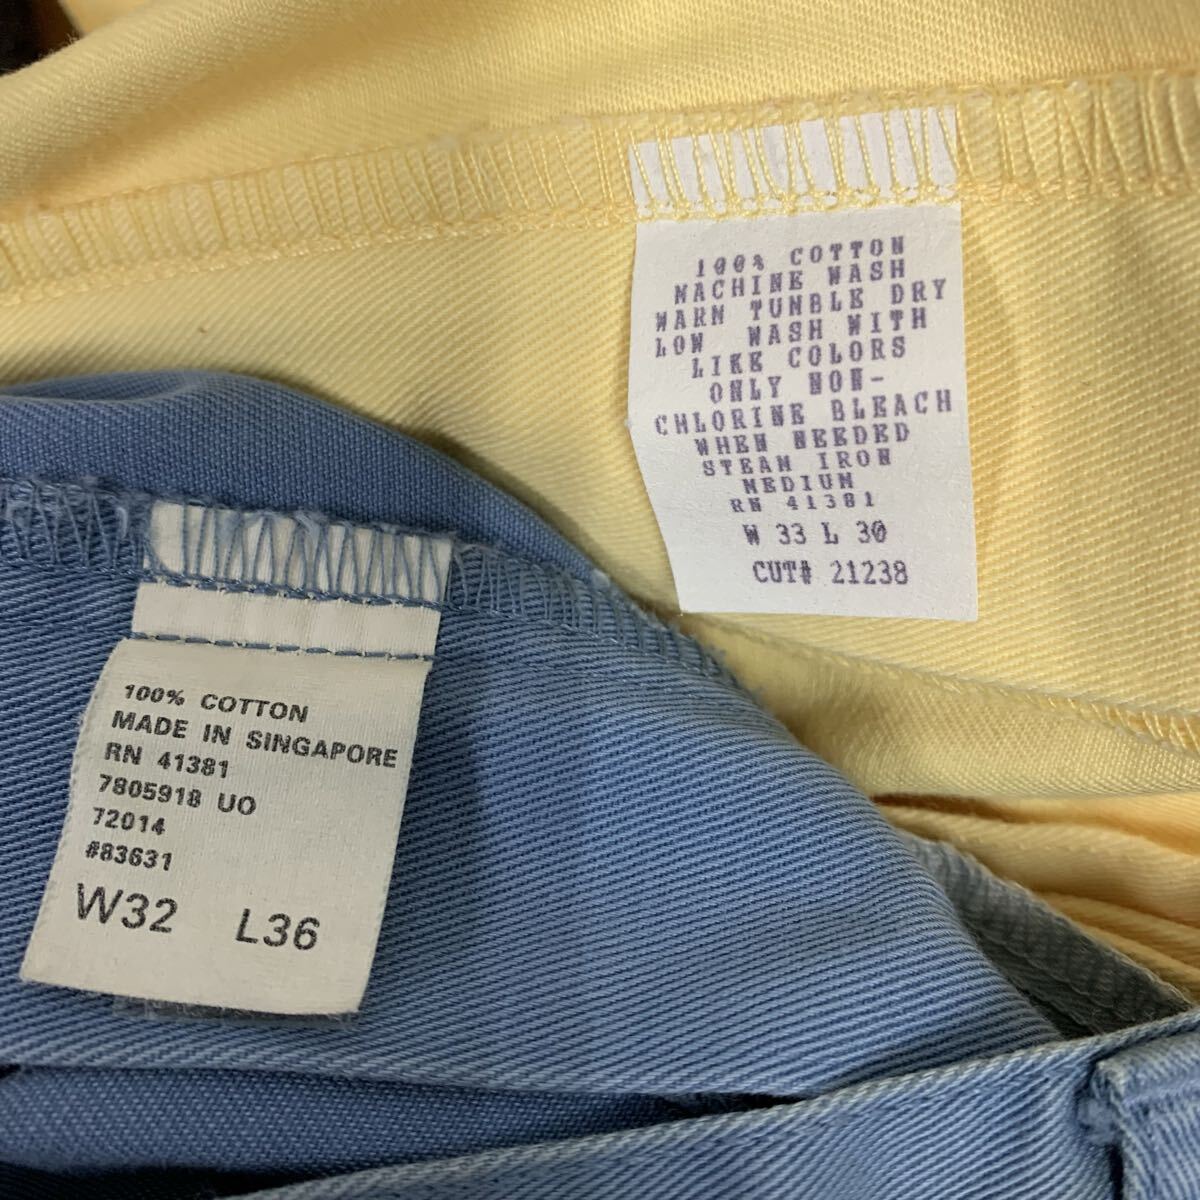 100% COTTON
MACHINE WASH
WARM TUMBLE DRY
LOW WASH WITH
LIKE COLORS
ONLY NON-
CHLORINE BLEACH
WHEN NEEDED
STEAM IRON
MEDIUM
RN 41381
W 33 L 30
CUT# 21238
100% COTTON
MADE IN SINGAPORE
RN 41381
7805918 UO
72014
#83631
W32 L36